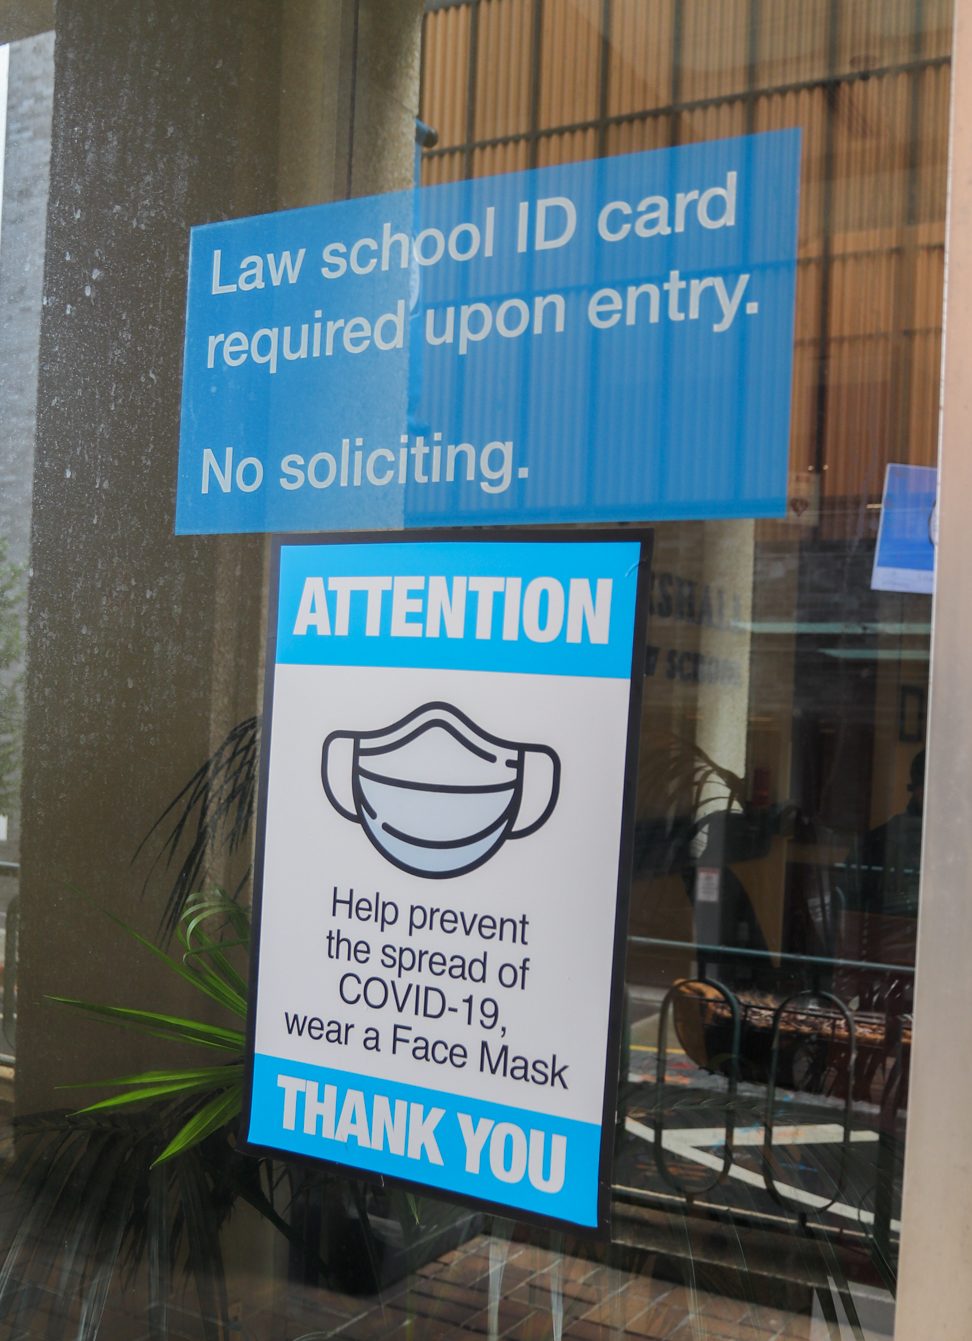 Law school ID card
required upon entry.
No soliciting.
ATTENTION
Help prevent
the spread of
COVID-19,
wear a Face Mask
THANK YOU